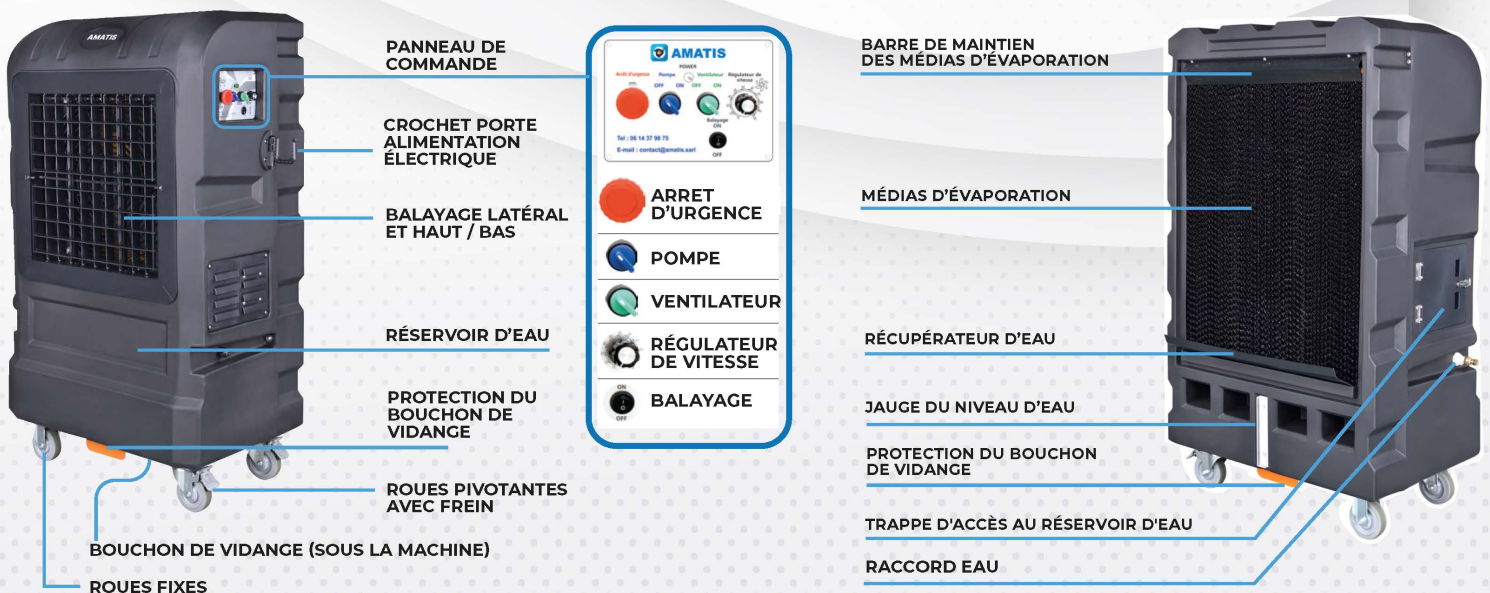 AMATIS
PANNEAU DE
COMMANDE
CROCHET PORTE
ALIMENTATION
ÉLECTRIQUE
BALAYAGE LATÉRAL
ET HAUT / BAS
RÉSERVOIR D'EAU
PROTECTION DU
BOUCHON DE
VIDANGE
ROUES PIVOTANTES
AVEC FREIN
BOUCHON DE VIDANGE (SOUS LA MACHINE)
ROUES FIXES
AMATIS
POWER
Arrêt d'urgence Pompe Ventilateur Régulateur de
vitesse
OFF ON OFF ON
Balayage
ON
OFF
Tel : 06 14 37 98 75
E-mail : contact@amatis.sarl
ARRET
D'URGENCE
POMPE
VENTILATEUR
RÉGULATEUR
DE VITESSE
ON
OFF
BALAYAGE
BARRE DE MAINTIEN
DES MÉDIAS D'ÉVAPORATION
MÉDIAS D'ÉVAPORATION
RÉCUPÉRATEUR D'EAU
JAUGE DU NIVEAU D'EAU
PROTECTION DU BOUCHON
DE VIDANGE
TRAPPE D'ACCÈS AU RÉSERVOIR D'EAU
RACCORD EAU